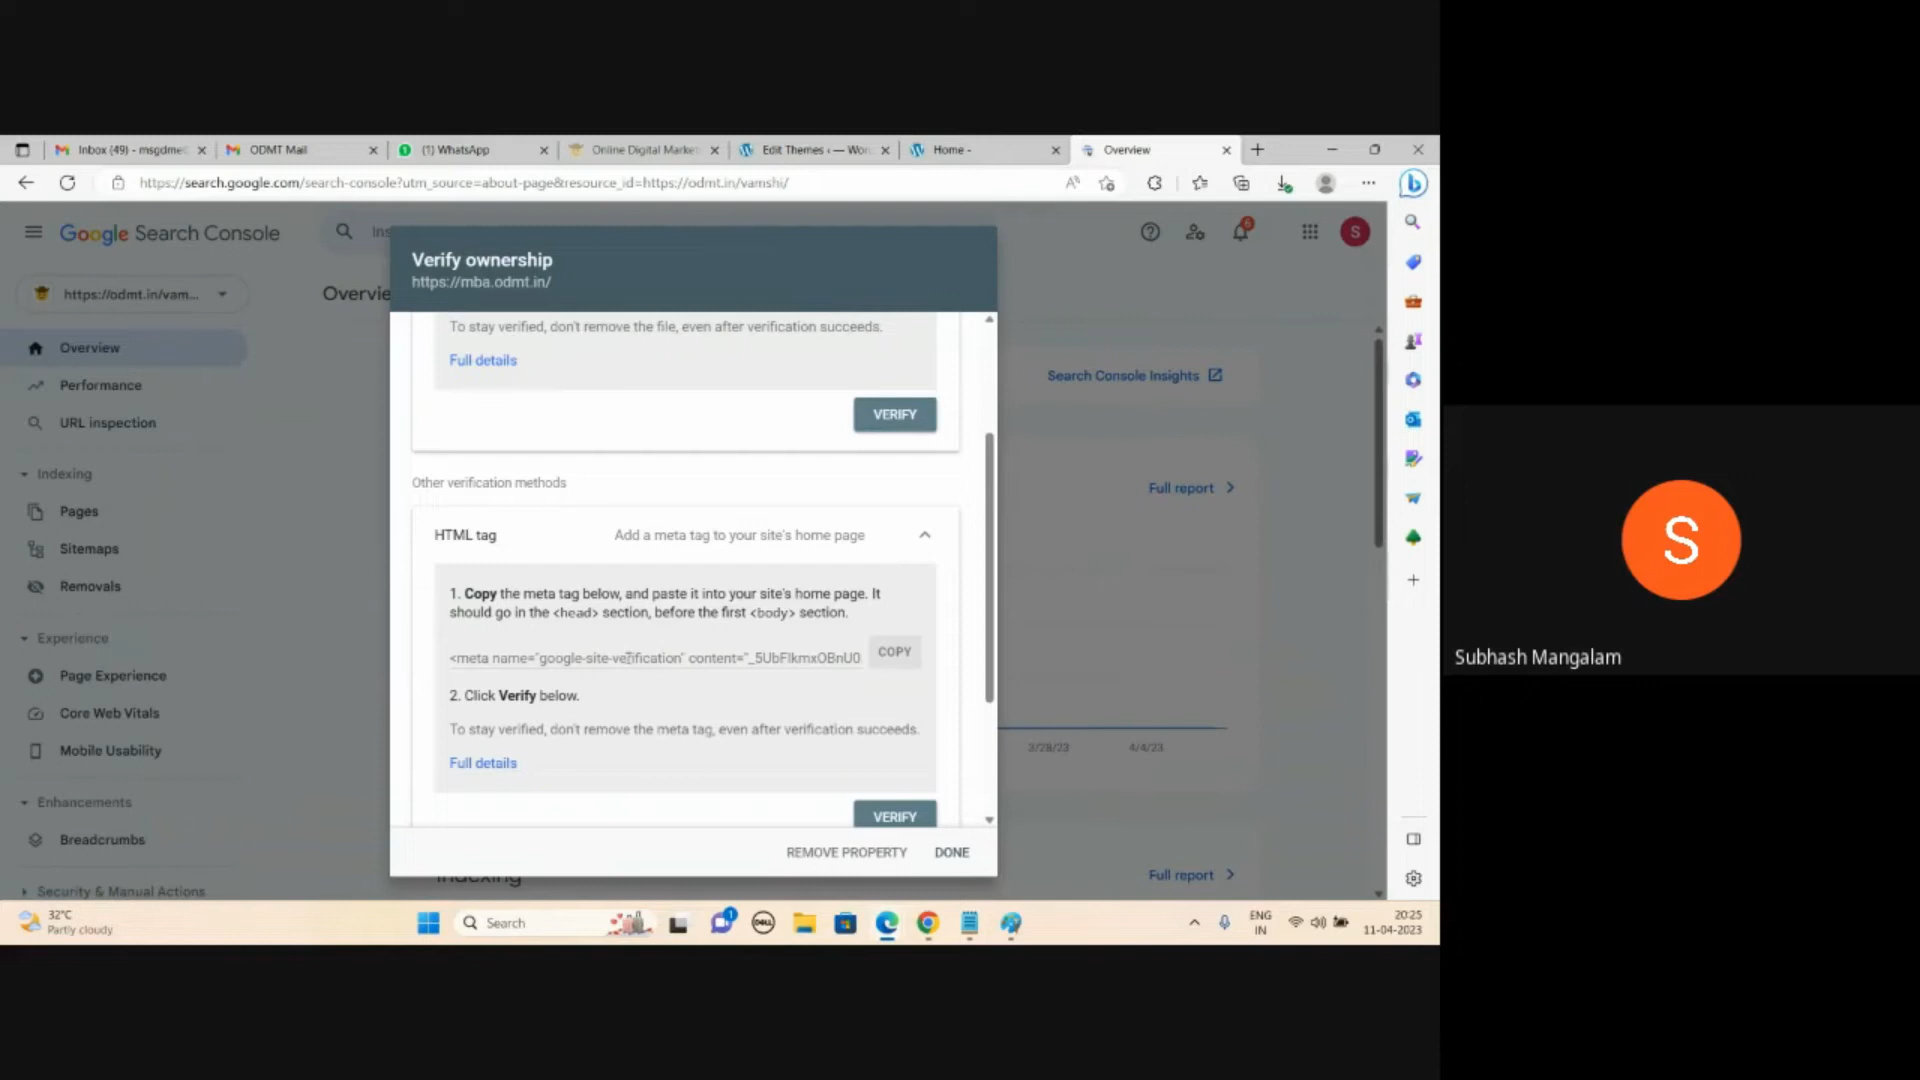 Inbox (49) - msgdme
ODMT Mail
(1) WhatsApp
Online Digital Market
Edit Themes ‹ — Wor
Home -
Overview
https://search.google.com/search-console?utm_source=about-page&resource_id=https://odmt.in/vamshi/
Google Search Console
Ins
S
Verify ownership
https://mba.odmt.in/
https://odmt.in/vam...
Overvie
Overview
Performance
URL inspection
Indexing
Pages
Sitemaps
Removals
Experience
Page Experience
Core Web Vitals
Mobile Usability
Enhancements
Breadcrumbs
Security & Manual Actions
To stay verified, don't remove the file, even after verification succeeds.
Full details
VERIFY
Other verification methods
HTML tag
Add a meta tag to your site's home page
1. Copy the meta tag below, and paste it into your site's home page. It
should go in the <head> section, before the first <body> section.
<meta name="google-site-verification" content="_5UbFIkmxOBnU0
COPY
2. Click Verify below.
To stay verified, don't remove the meta tag, even after verification succeeds.
Full details
VERIFY
REMOVE PROPERTY
DONE
Search Console Insights
Full report
3/28/23
4/4/23
Indexing
Full report
S
Subhash Mangalam
32°C
Partly cloudy
Search
1
DELL
ENG
IN
20:25
11-04-2023